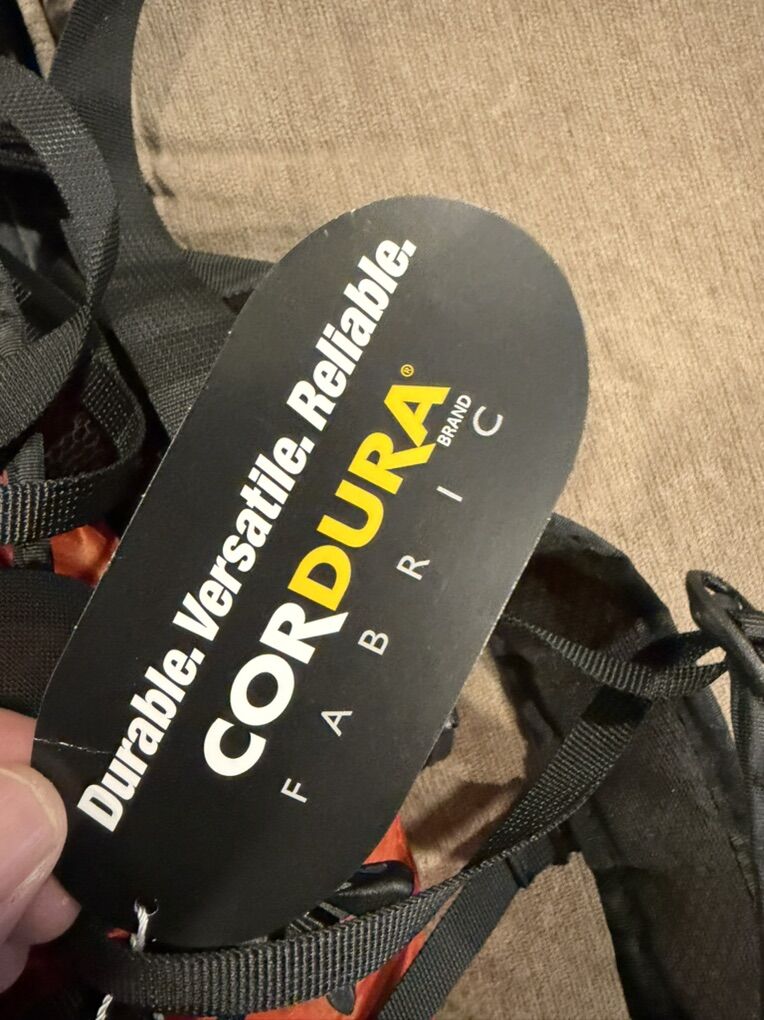 Durable. Versatile. Reliable.
CORDURA®
BRAND
FABRIC